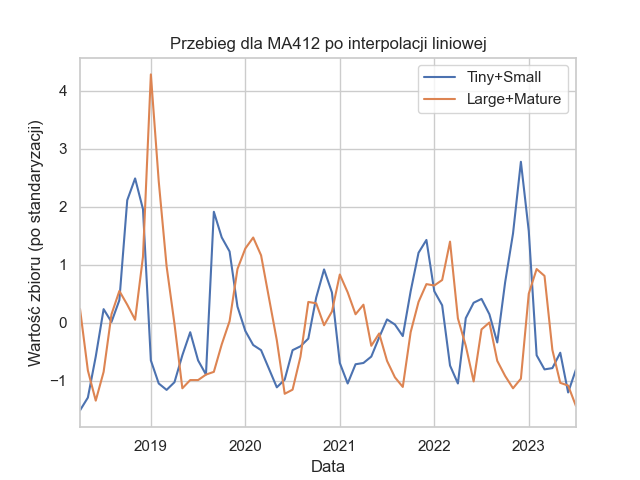 Przebieg dla MA412 po interpolacji liniowej
Tiny+Small
Large+Mature
Wartość zbioru (po standaryzacji)
4
3
2
1
0
−1
2019
2020
2021
2022
2023
Data